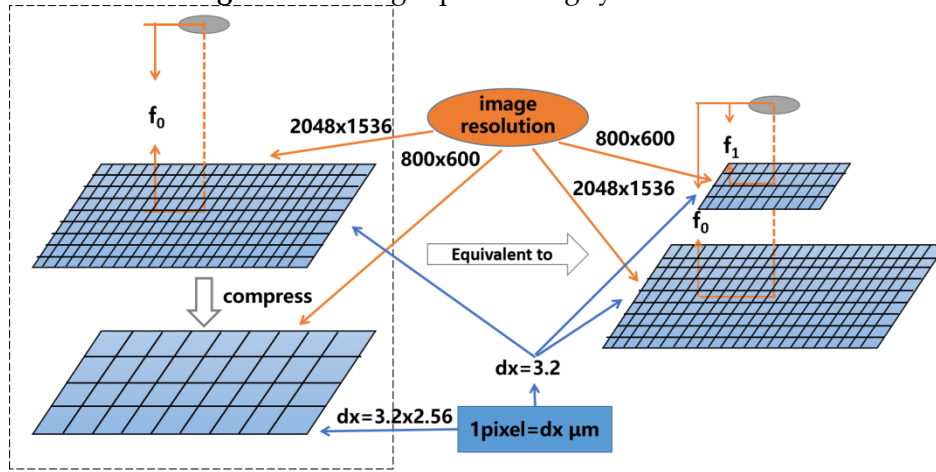 f0
2048x1536
image
resolution
800x600
800x600
2048x1536
f1
f0
Equivalent to
compress
dx=3.2
dx=3.2x2.56
1pixel=dx μm